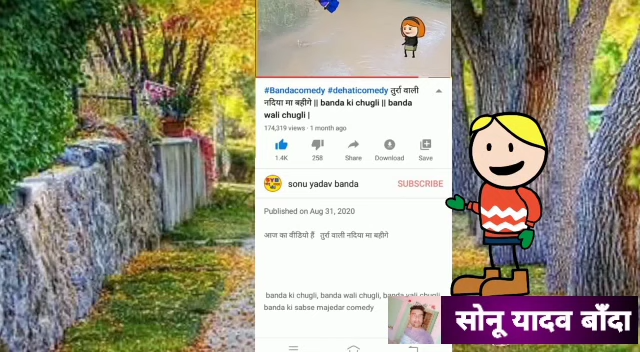 #Bandacomedy #dehaticomedy तुर्रा वाली
नदिया मा बहीगे || banda ki chugli || banda
wali chugli |
174,319 views · 1 month ago
1.4K 258 Share Download Save
sonu yadav banda SUBSCRIBE
Published on Aug 31, 2020
आज का वीडियो हैं तुर्रा वाली नदिया मा बहीगे
banda ki chugli, banda wali chugli, banda wali chugli,
banda ki sabse majedar comedy
सोनू यादव बाँदा